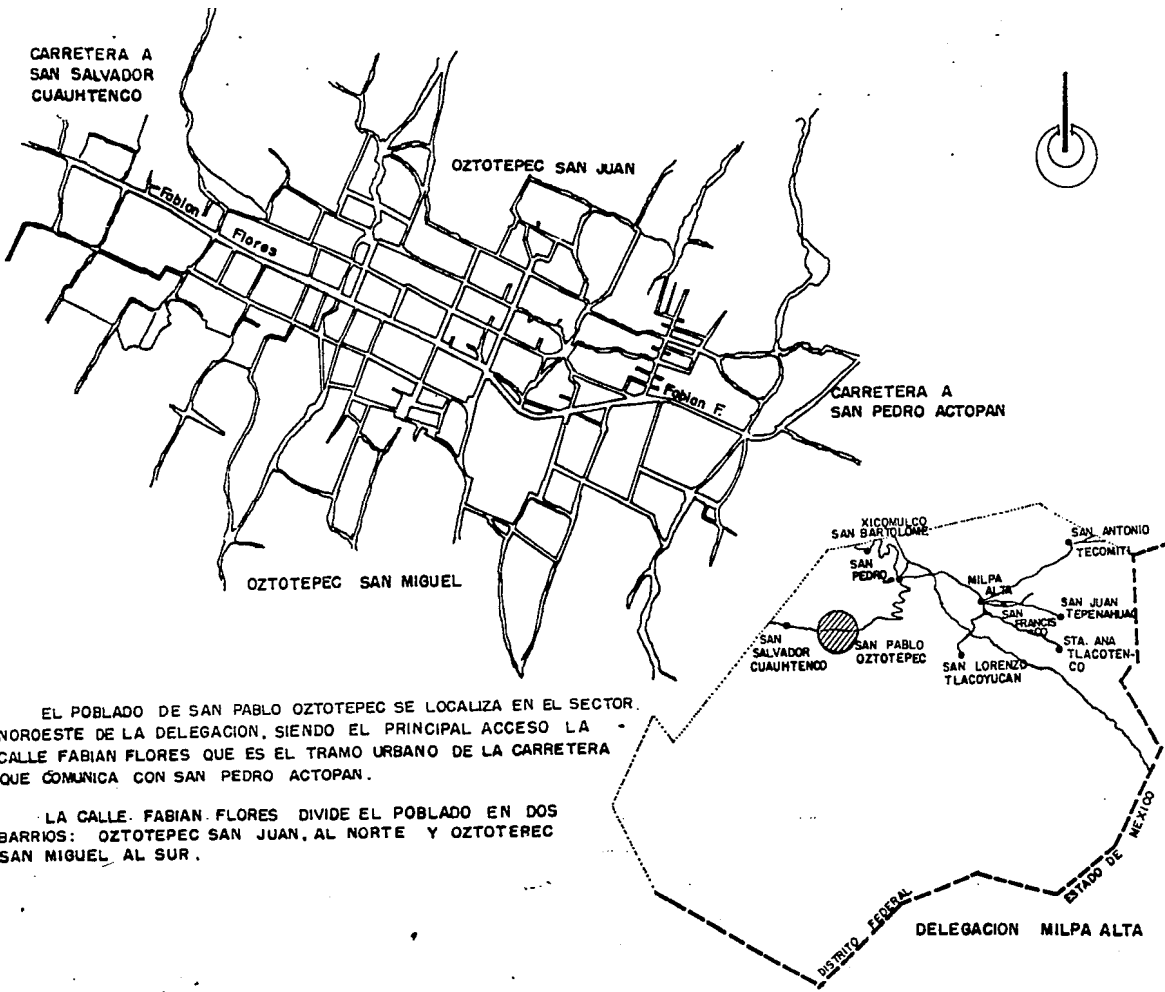 CARRETERA A
SAN SALVADOR
CUAUHTENCO
OZTOTEPEC SAN JUAN
Fabian
Flores
Fabian F.
CARRETERA A
SAN PEDRO ACTOPAN
OZTOTEPEC SAN MIGUEL
XICOMULCO
SAN BARTOLOME
SAN ANTONIO
TECOMITL
SAN
PEDRO
MILPA
ALTA
SAN JUAN
TEPENAHUAC
SAN
FRANCIS
CO
STA. ANA
TLACOTEN-
CO
SAN
SALVADOR
CUAUHTENCO
SAN PABLO
OZTOTEPEC
SAN LORENZO
TLACOYUCAN
EL POBLADO DE SAN PABLO OZTOTEPEC SE LOCALIZA EN EL SECTOR
NOROESTE DE LA DELEGACION, SIENDO EL PRINCIPAL ACCESO LA
CALLE FABIAN FLORES QUE ES EL TRAMO URBANO DE LA CARRETERA
QUE COMUNICA CON SAN PEDRO ACTOPAN.
LA CALLE FABIAN FLORES DIVIDE EL POBLADO EN DOS
BARRIOS: OZTOTEPEC SAN JUAN, AL NORTE Y OZTOTEPEC
SAN MIGUEL AL SUR.
DISTRITO FEDERAL
ESTADO DE MEXICO
DELEGACION MILPA ALTA